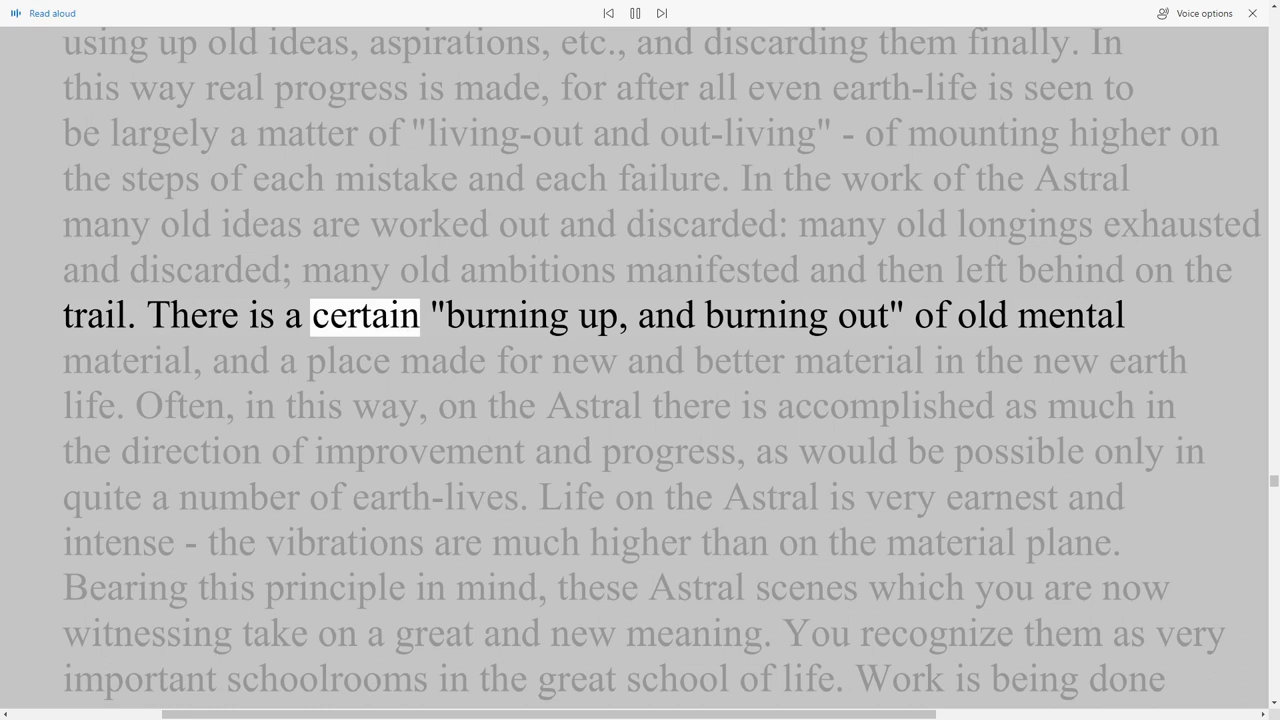 Read aloud
Voice options
using up old ideas, aspirations, etc., and discarding them finally. In
this way real progress is made, for after all even earth-life is seen to
be largely a matter of "living-out and out-living" - of mounting higher on
the steps of each mistake and each failure. In the work of the Astral
many old ideas are worked out and discarded: many old longings exhausted
and discarded; many old ambitions manifested and then left behind on the
trail. There is a certain "burning up, and burning out" of old mental
material, and a place made for new and better material in the new earth
life. Often, in this way, on the Astral there is accomplished as much in
the direction of improvement and progress, as would be possible only in
quite a number of earth-lives. Life on the Astral is very earnest and
intense - the vibrations are much higher than on the material plane.
Bearing this principle in mind, these Astral scenes which you are now
witnessing take on a great and new meaning. You recognize them as very
important schoolrooms in the great school of life. Work is being done